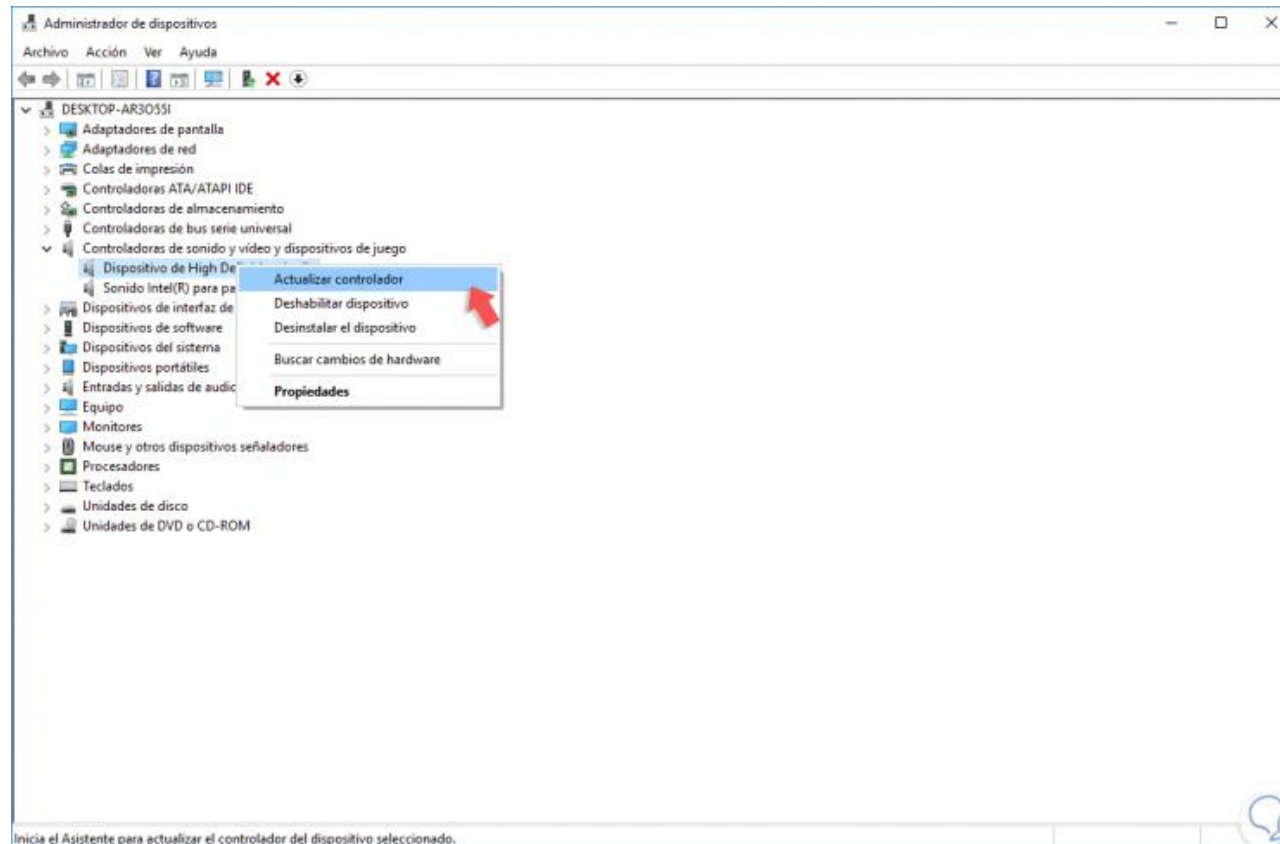 Administrador de dispositivos
Archivo Acción Ver Ayuda
DESKTOP-AR3O55I
Adaptadores de pantalla
Adaptadores de red
Colas de impresión
Controladoras ATA/ATAPI IDE
Controladoras de almacenamiento
Controladoras de bus serie universal
Controladoras de sonido y vídeo y dispositivos de juego
Dispositivo de High De
Sonido Intel(R) para pa
Dispositivos de interfaz de
Dispositivos de software
Dispositivos del sistema
Dispositivos portátiles
Entradas y salidas de audio
Equipo
Monitores
Mouse y otros dispositivos señaladores
Procesadores
Teclados
Unidades de disco
Unidades de DVD o CD-ROM
Actualizar controlador
Deshabilitar dispositivo
Desinstalar el dispositivo
Buscar cambios de hardware
Propiedades
Inicia el Asistente para actualizar el controlador del dispositivo seleccionado.